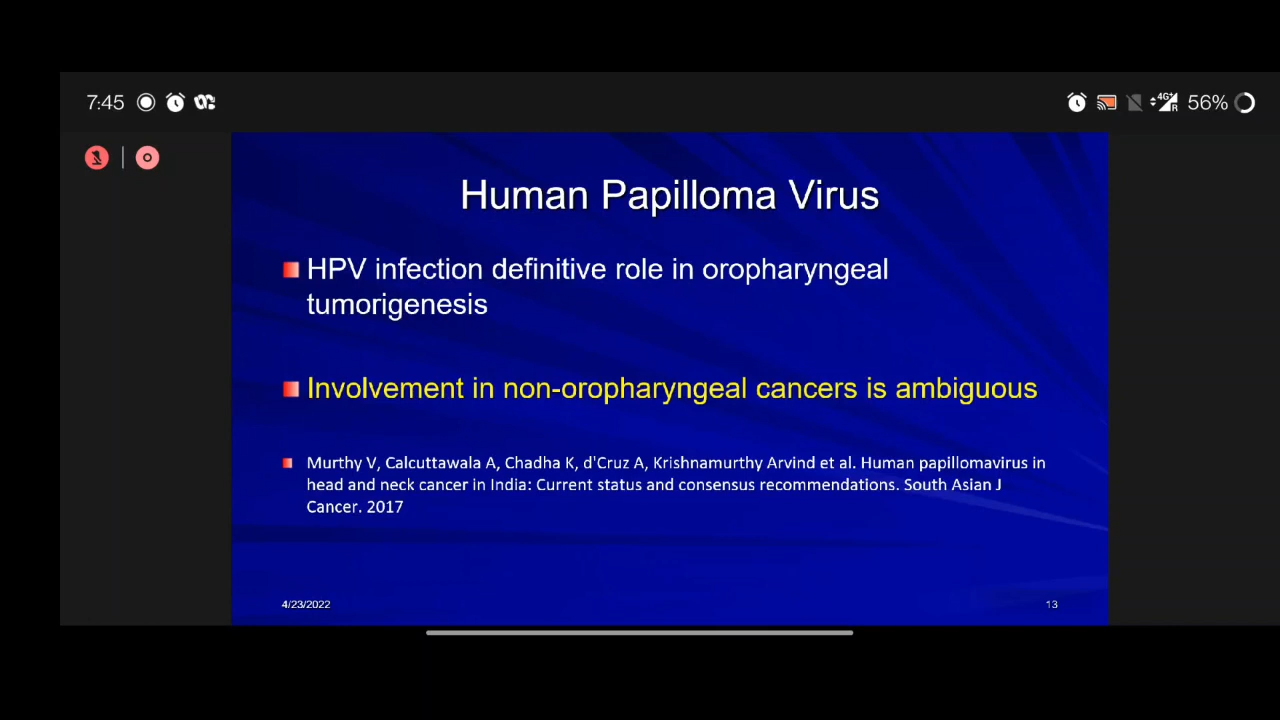 7:45
4G+
R
56%
Human Papilloma Virus
HPV infection definitive role in oropharyngeal
tumorigenesis
Involvement in non-oropharyngeal cancers is ambiguous
Murthy V, Calcuttawala A, Chadha K, d'Cruz A, Krishnamurthy Arvind et al. Human papillomavirus in
head and neck cancer in India: Current status and consensus recommendations. South Asian J
Cancer. 2017
4/23/2022
13